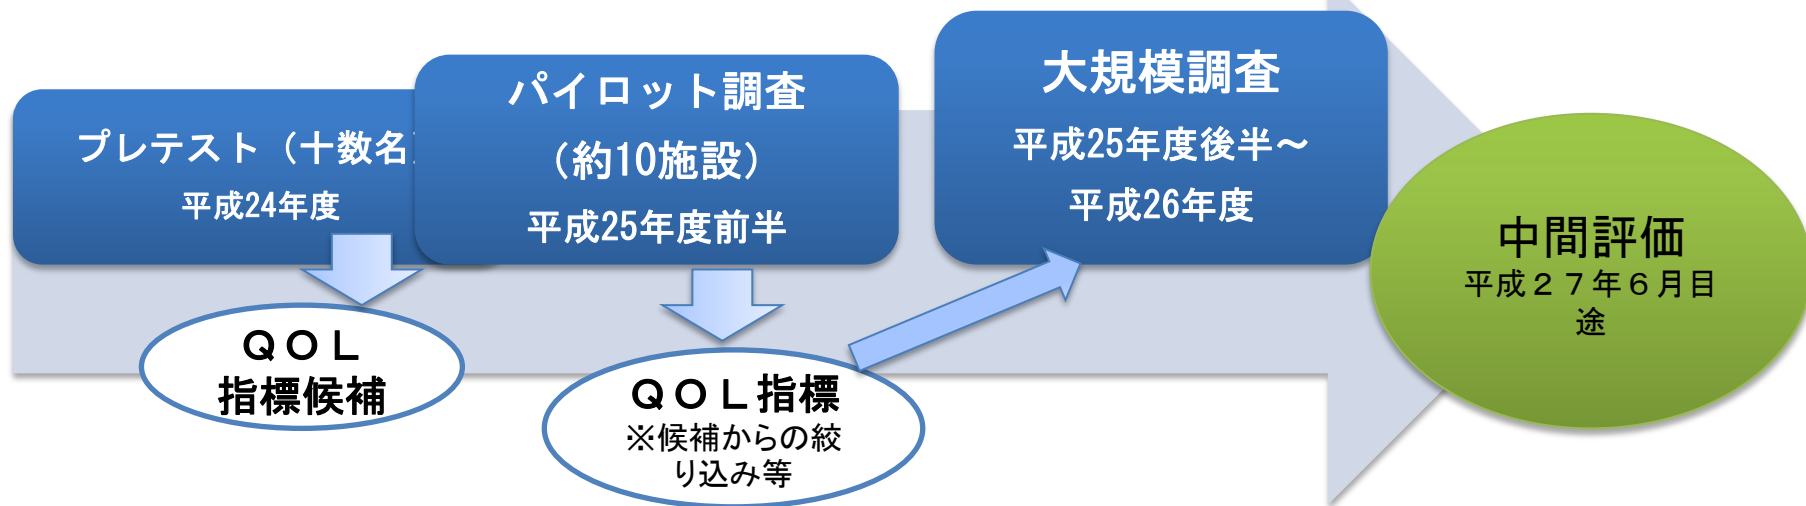 プレテスト（十数名）
平成24年度
パイロット調査
（約10施設）
平成25年度前半
大規模調査
平成25年度後半～
平成26年度
中間評価
平成２７年６月目
途
ＱＯＬ
指標候補
ＱＯＬ指標
※候補からの絞
り込み等